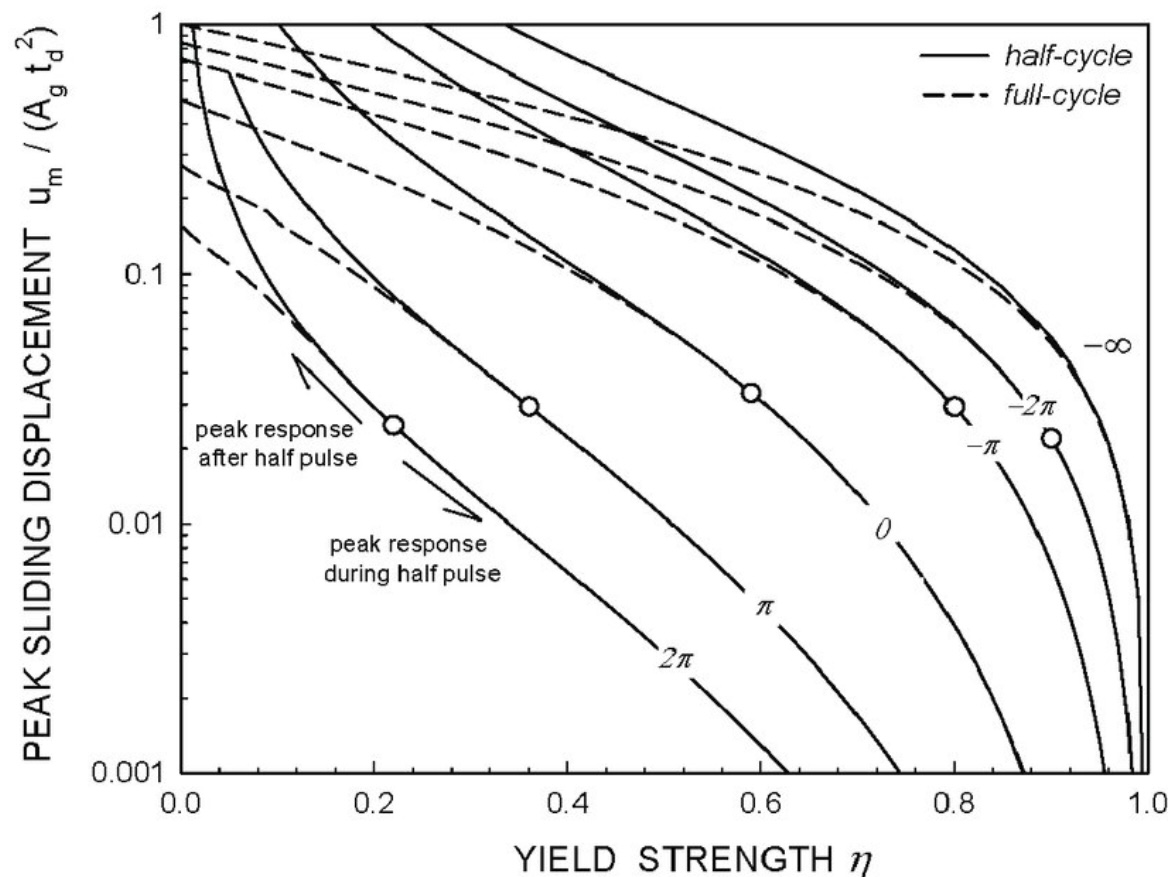 PEAK SLIDING DISPLACEMENT u_m / (A_g t_d^2)
1
0.1
0.01
0.001
half-cycle
full-cycle
−∞
−2π
−π
0
π
2π
peak response
after half pulse
peak response
during half pulse
0.0
0.2
0.4
0.6
0.8
1.0
YIELD STRENGTH η